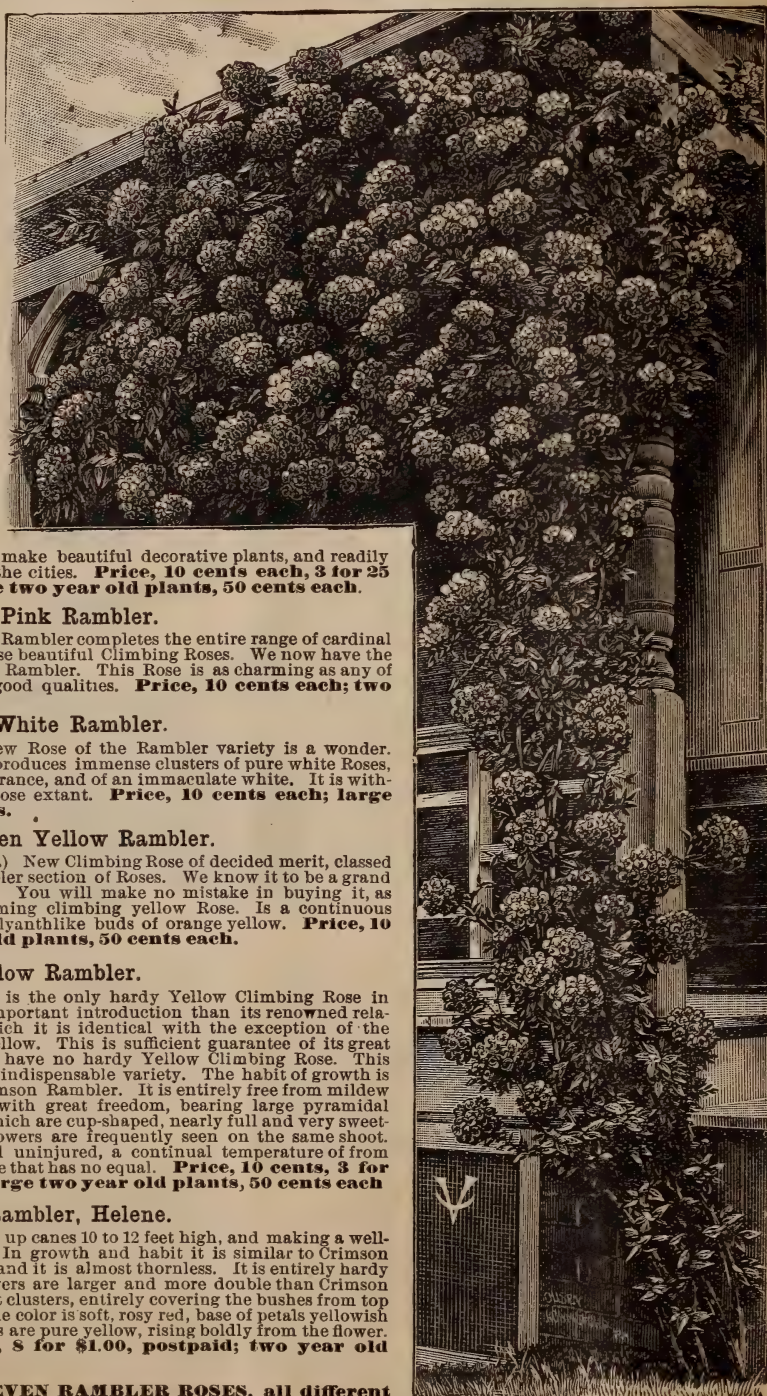 make beautiful decorative plants, and readily
he cities. Price, 10 cents each, 3 for 25
two year old plants, 50 cents each.
Pink Rambler.
Rambler completes the entire range of cardinal
se beautiful Climbing Roses. We now have the
Rambler. This Rose is as charming as any of
good qualities. Price, 10 cents each; two
White Rambler.
ew Rose of the Rambler variety is a wonder.
produces immense clusters of pure white Roses,
rance, and of an immaculate white. It is with-
ose extant. Price, 10 cents each; large
s.
en Yellow Rambler.
.) New Climbing Rose of decided merit, classed
ler section of Roses. We know it to be a grand
You will make no mistake in buying it, as
ming climbing yellow Rose. Is a continuous
lyanthlike buds of orange yellow. Price, 10
ld plants, 50 cents each.
low Rambler.
is the only hardy Yellow Climbing Rose in
portant introduction than its renowned rela-
ich it is identical with the exception of the
llow. This is sufficient guarantee of its great
have no hardy Yellow Climbing Rose. This
indispensable variety. The habit of growth is
mson Rambler. It is entirely free from mildew
with great freedom, bearing large pyramidal
hich are cup-shaped, nearly full and very sweet-
owers are frequently seen on the same shoot.
l uninjured, a continual temperature of from
e that has no equal. Price, 10 cents, 3 for
rge two year old plants, 50 cents each
ambler, Helene.
up canes 10 to 12 feet high, and making a well-
In growth and habit it is similar to Crimson
and it is almost thornless. It is entirely hardy
ers are larger and more double than Crimson
t clusters, entirely covering the bushes from top
e color is soft, rosy red, base of petals yellowish
s are pure yellow, rising boldly from the flower.
, 8 for $1.00, postpaid; two year old
EVEN RAMBLER ROSES, all different